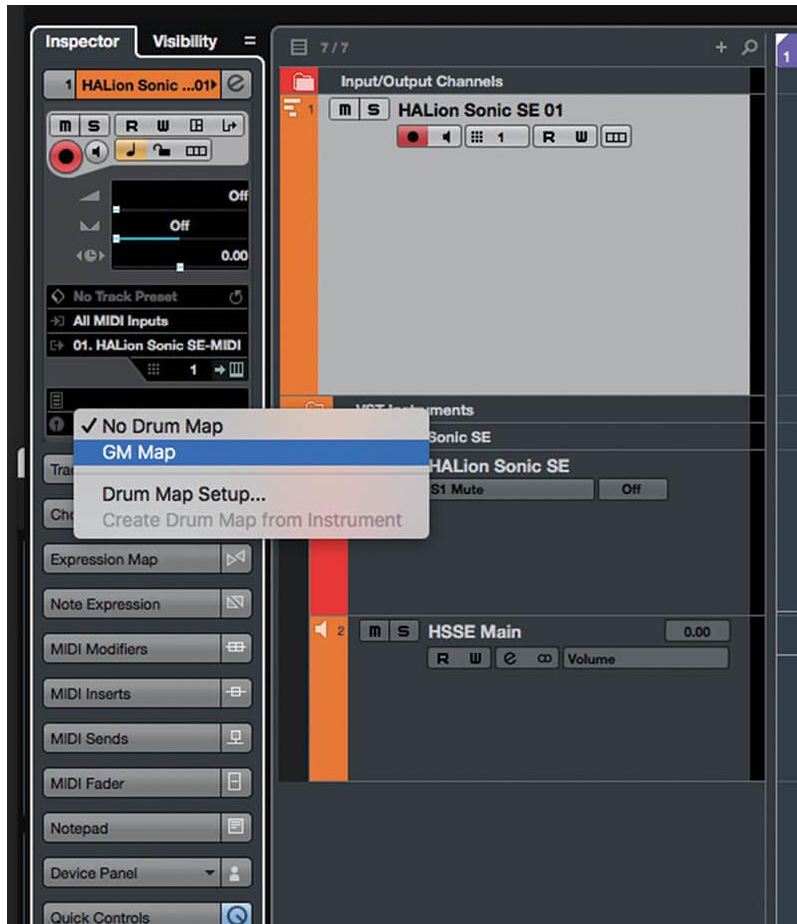 Inspector Visibility
7/7
1 HALion Sonic ...01
m S R W
Off
Off
0.00
No Track Preset
All MIDI Inputs
01. HALion Sonic SE-MIDI
1
✓ No Drum Map
GM Map
Drum Map Setup...
Create Drum Map from Instrument
Expression Map
Note Expression
MIDI Modifiers
MIDI Inserts
MIDI Sends
MIDI Fader
Notepad
Device Panel
Quick Controls
Input/Output Channels
1 m S HALion Sonic SE 01
1 R W
Sonic SE
HALion Sonic SE
S1 Mute Off
2 m S HSSE Main 0.00
R W e Volume
1